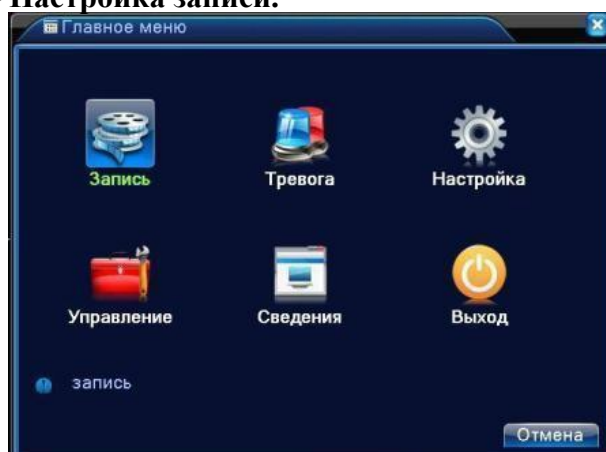 Настройка записи.
Главное меню
Запись Тревога Настройка
Управление Сведения Выход
запись
Отмена